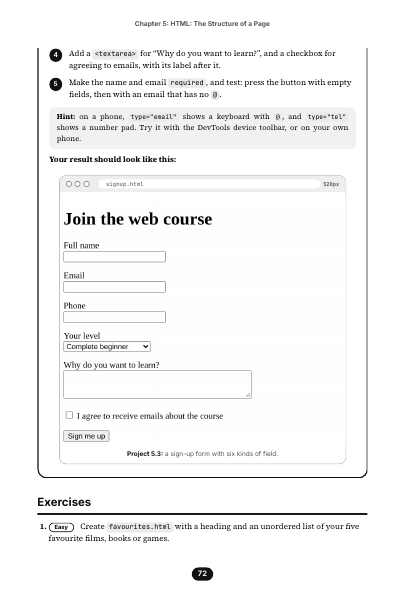 Chapter 5: HTML: The Structure of a Page
4 Add a <textarea> for “Why do you want to learn?”, and a checkbox for
agreeing to emails, with its label after it.
5 Make the name and email required, and test: press the button with empty
fields, then with an email that has no @.
Hint: on a phone, type="email" shows a keyboard with @, and type="tel"
shows a number pad. Try it with the DevTools device toolbar, or on your own
phone.
Your result should look like this:
signup.html 520px
Join the web course
Full name
Email
Phone
Your level
Complete beginner
Why do you want to learn?
I agree to receive emails about the course
Sign me up
Project 5.3: a sign-up form with six kinds of field.
Exercises
1. Easy Create favourites.html with a heading and an unordered list of your five
favourite films, books or games.
72